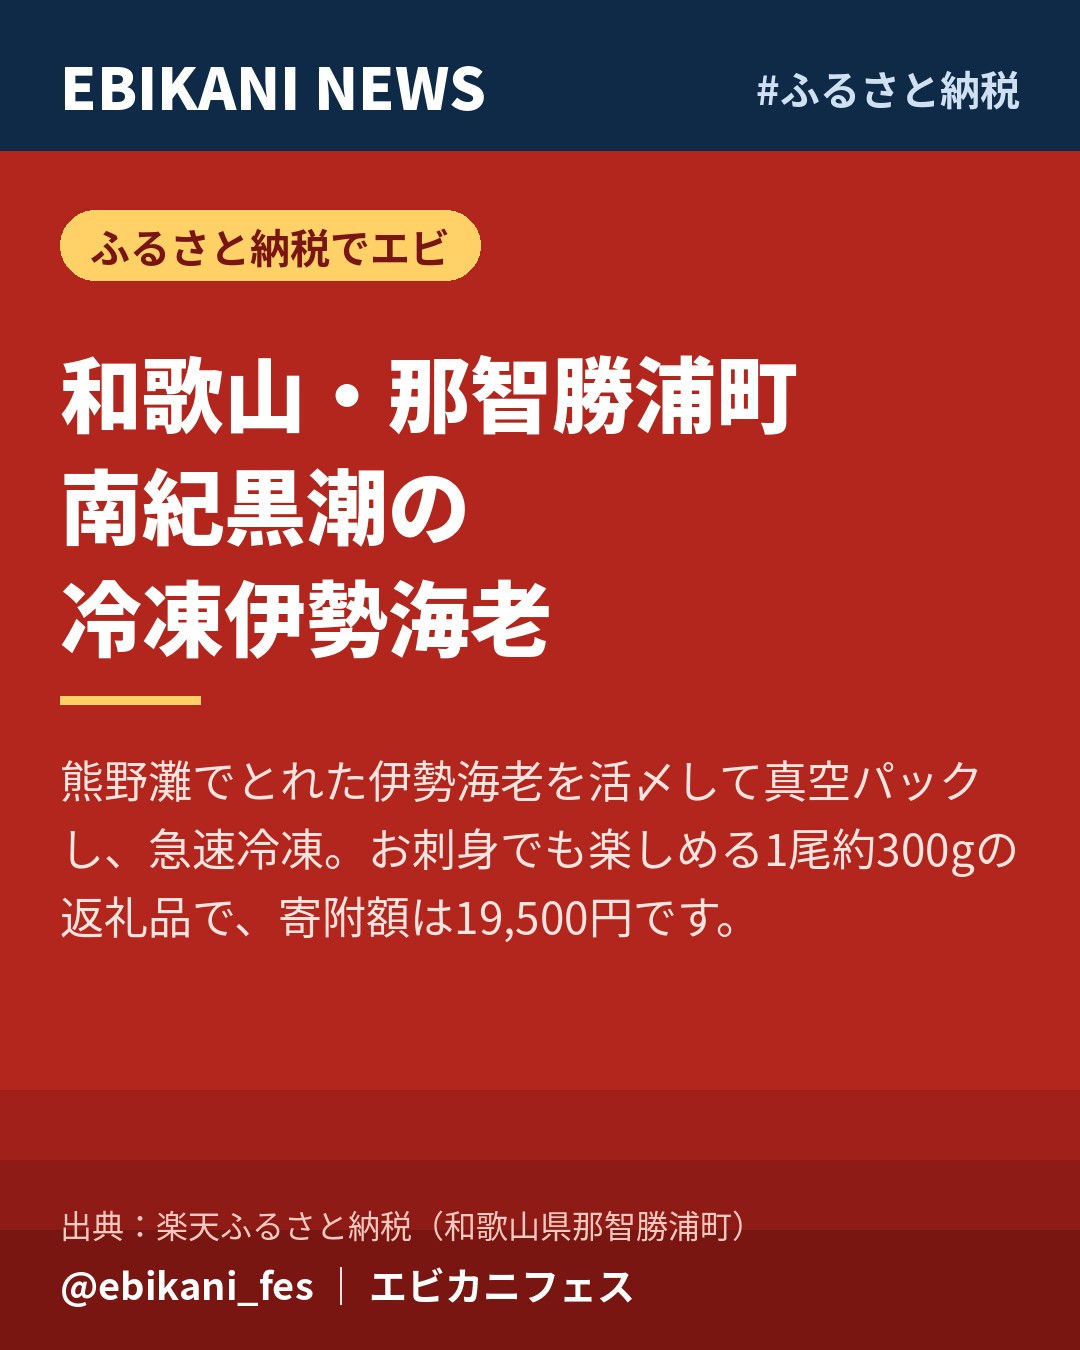 EBIKANI NEWS
#ふるさと納税
ふるさと納税でエビ
和歌山・那智勝浦町
南紀黒潮の
冷凍伊勢海老
熊野灘でとれた伊勢海老を活〆して真空パック
し、急速冷凍。お刺身でも楽しめる1尾約300gの
返礼品で、寄附額は19,500円です。
出典：楽天ふるさと納税（和歌山県那智勝浦町）
@ebikani_fes｜エビカニフェス